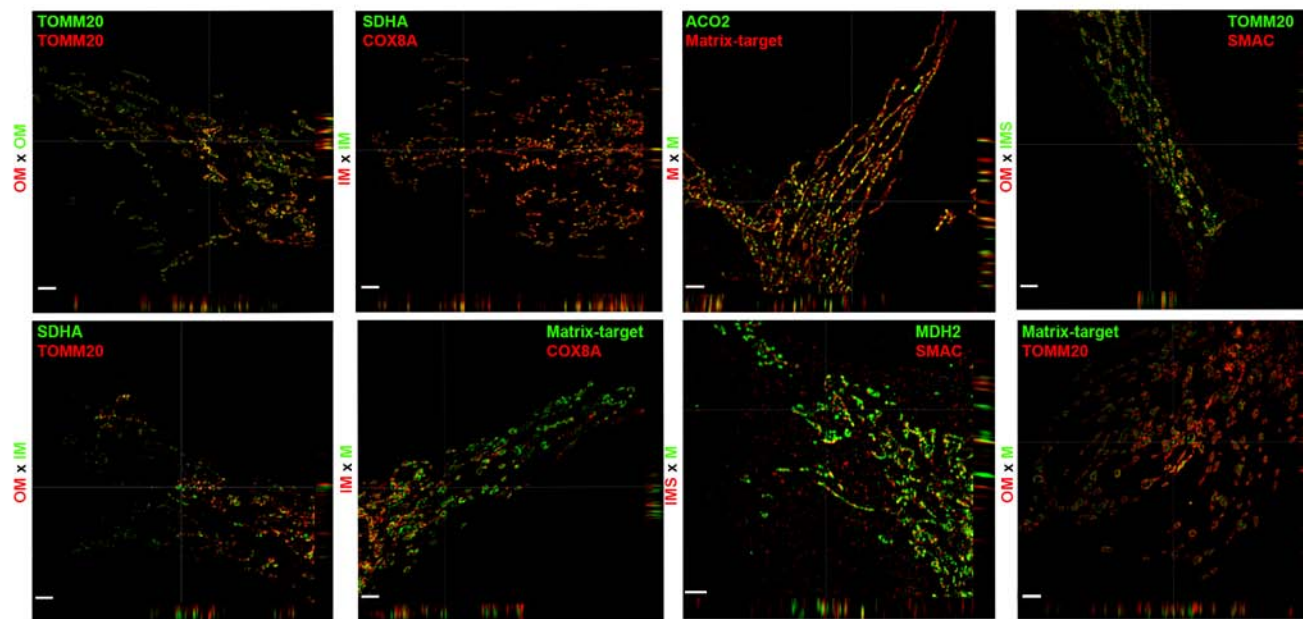 TOMM20
TOMM20
OM x OM
SDHA
COX8A
IM x IM
ACO2
Matrix-target
M x M
TOMM20
SMAC
OM x IMS
SDHA
TOMM20
OM x IM
Matrix-target
COX8A
IM x M
MDH2
SMAC
IMS x M
Matrix-target
TOMM20
OM x M